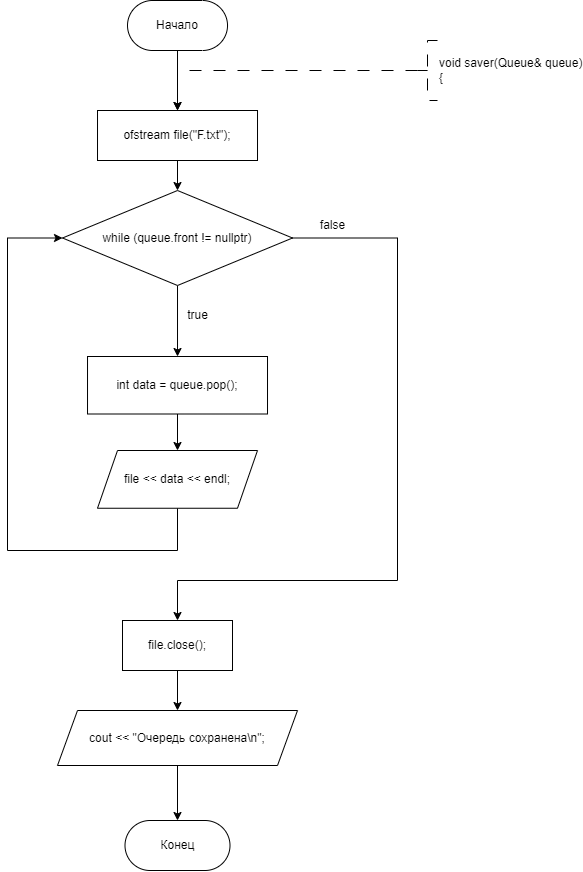 Начало
void saver(Queue& queue)
{
ofstream file("F.txt");
while (queue.front != nullptr)
false
true
int data = queue.pop();
file << data << endl;
file.close();
cout << "Очередь сохранена\n";
Конец